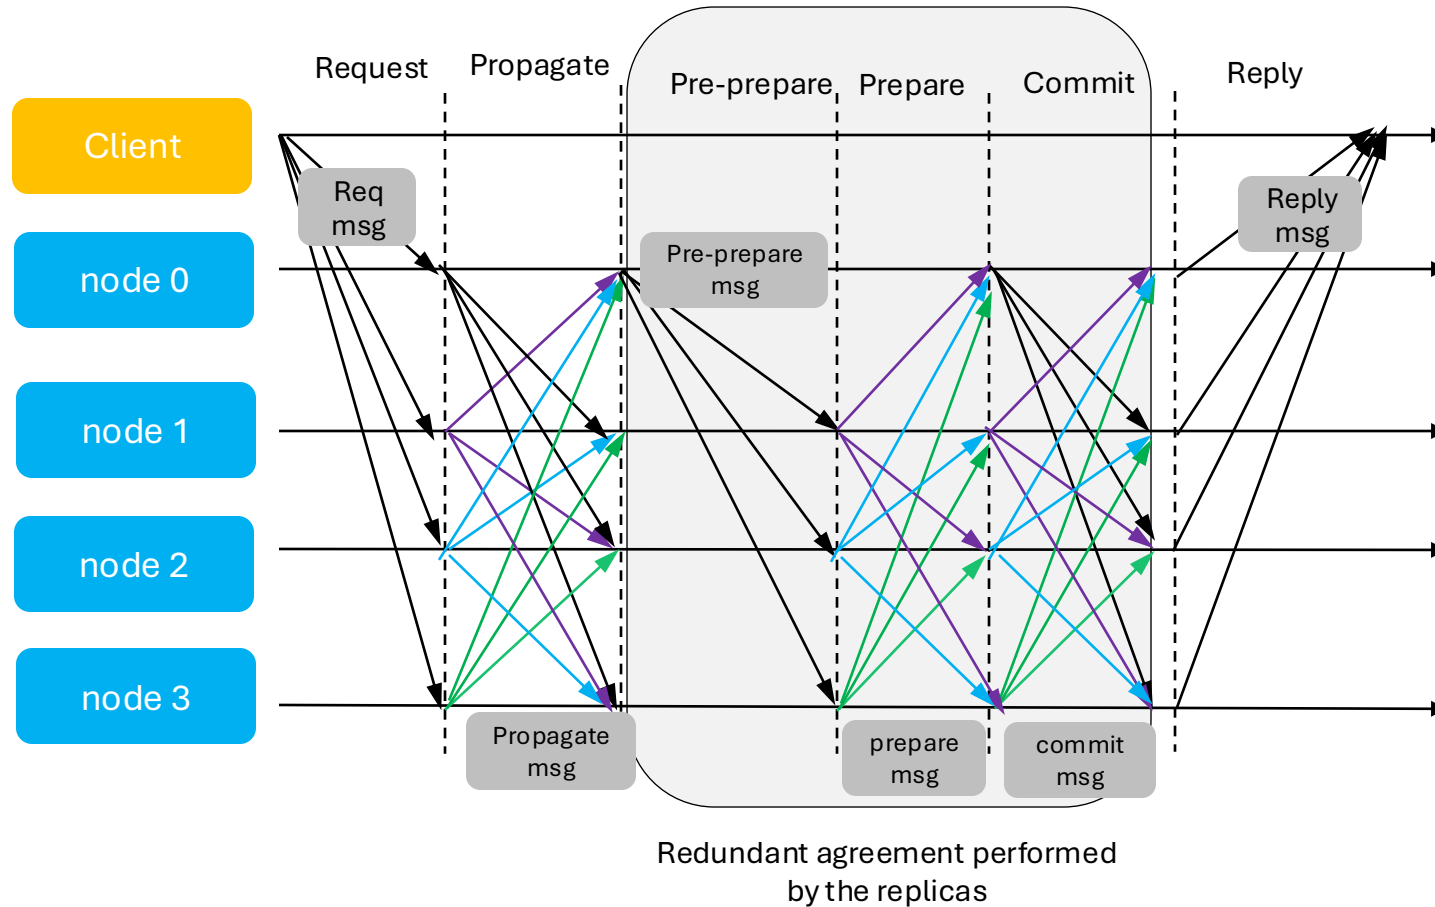 Request
Propagate
Pre-prepare
Prepare
Commit
Reply
Client
Req
msg
Reply
msg
node 0
Pre-prepare
msg
node 1
node 2
node 3
Propagate
msg
prepare
msg
commit
msg
Redundant agreement performed
by the replicas